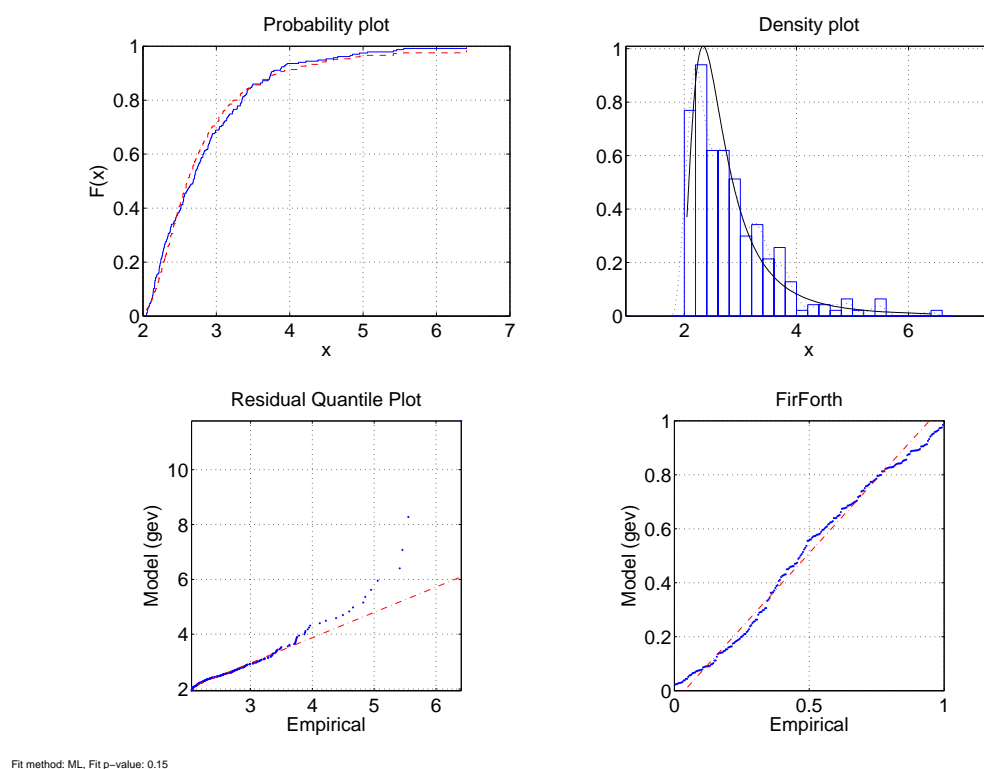 Probability plot
F(x)
1
0.8
0.6
0.4
0.2
0
2 3 4 5 6 7
x
Density plot
1
0.8
0.6
0.4
0.2
0
2 4 6
x
Residual Quantile Plot
Model (gev)
10
8
6
4
2
3 4 5 6
Empirical
FirForth
Model (gev)
1
0.8
0.6
0.4
0.2
0
0 0.5 1
Empirical
Fit method: ML, Fit p−value: 0.15